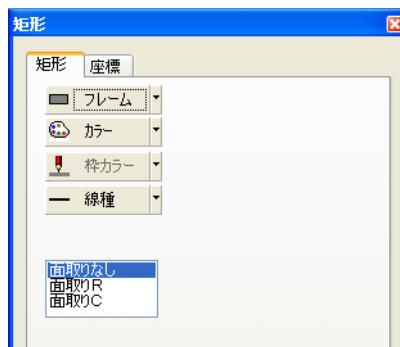 矩形
矩形 座標
フレーム
カラー
枠カラー
線種
面取りなし
面取りR
面取りC